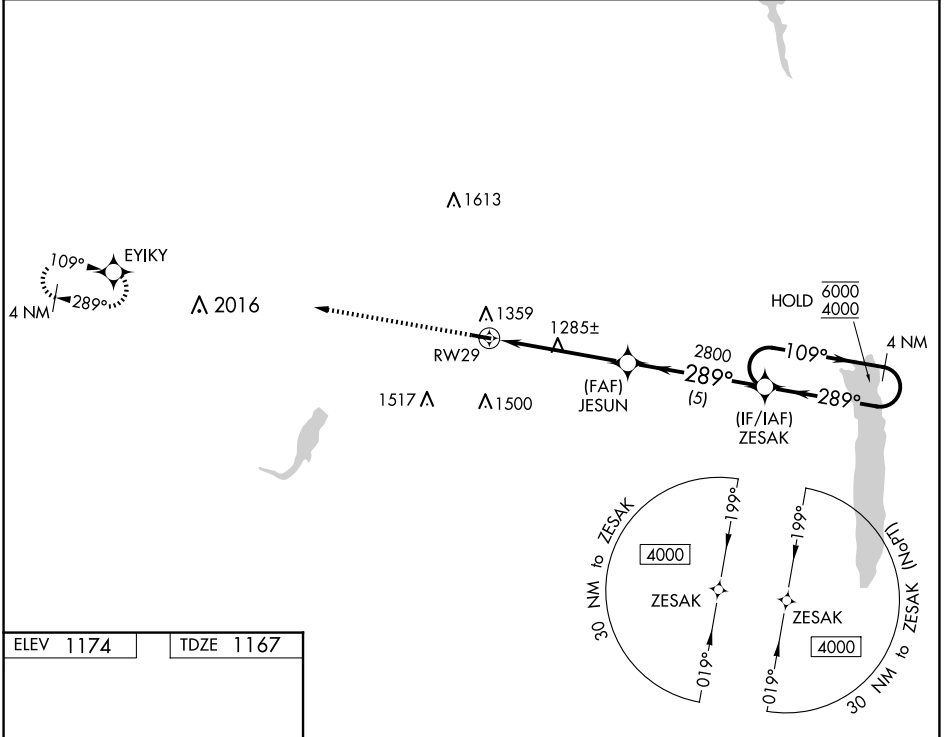 1613
EYIKY
109°
289°
4 NM
2016
1359
RW29
1285±
1517
1500
(FAF)
JESUN
2800
289°
(5)
HOLD
6000
4000
4 NM
109°
289°
(IF/IAF)
ZESAK
30 NM to ZESAK
4000
199°
ZESAK
019°
199°
ZESAK
4000
019°
30 NM to ZESAK (NoPT)
ELEV 1174
TDZE 1167